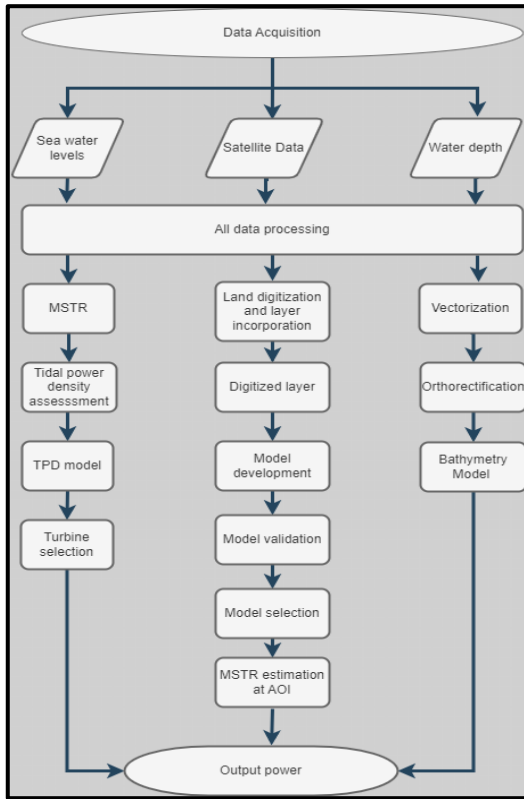 Data Acquisition
Sea water
levels
Satellite Data
Water depth
All data processing
MSTR
Land digitization
and layer
incorporation
Vectorization
Tidal power
density
assesssment
Digitized layer
Orthorectification
TPD model
Model
development
Bathymetry
Model
Turbine
selection
Model validation
Model selection
MSTR estimation
at AOI
Output power